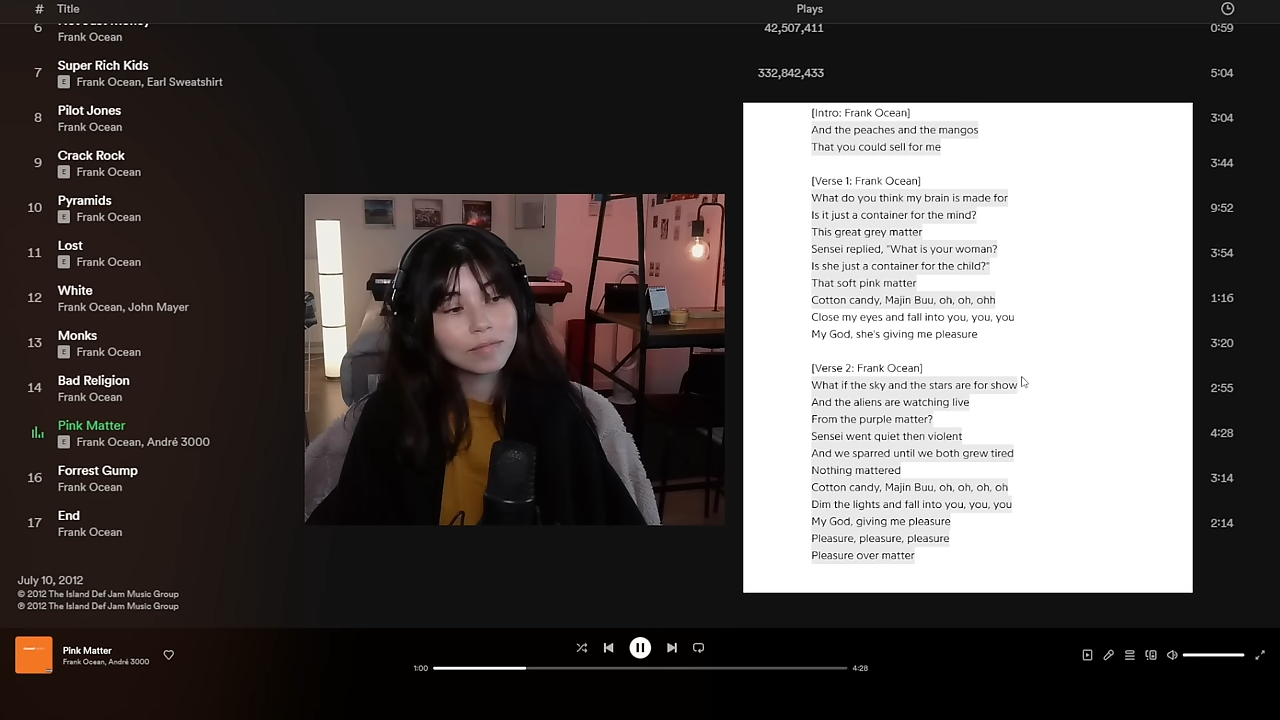 # Title Plays
6 Not Just Money 42,507,411 0:59
Frank Ocean
7 Super Rich Kids 332,842,433 5:04
E Frank Ocean, Earl Sweatshirt
8 Pilot Jones 3:04
Frank Ocean
9 Crack Rock 3:44
E Frank Ocean
10 Pyramids 9:52
E Frank Ocean
11 Lost 3:54
E Frank Ocean
12 White 1:16
Frank Ocean, John Mayer
13 Monks 3:20
E Frank Ocean
14 Bad Religion 2:55
Frank Ocean
Pink Matter 4:28
E Frank Ocean, André 3000
16 Forrest Gump 3:14
Frank Ocean
17 End 2:14
Frank Ocean
July 10, 2012
© 2012 The Island Def Jam Music Group
℗ 2012 The Island Def Jam Music Group
[Intro: Frank Ocean]
And the peaches and the mangos
That you could sell for me
[Verse 1: Frank Ocean]
What do you think my brain is made for
Is it just a container for the mind?
This great grey matter
Sensei replied, "What is your woman?
Is she just a container for the child?"
That soft pink matter
Cotton candy, Majin Buu, oh, oh, ohh
Close my eyes and fall into you, you, you
My God, she's giving me pleasure
[Verse 2: Frank Ocean]
What if the sky and the stars are for show
And the aliens are watching live
From the purple matter?
Sensei went quiet then violent
And we sparred until we both grew tired
Nothing mattered
Cotton candy, Majin Buu, oh, oh, oh, oh
Dim the lights and fall into you, you, you
My God, giving me pleasure
Pleasure, pleasure, pleasure
Pleasure over matter
Pink Matter
Frank Ocean, André 3000
1:00 4:28